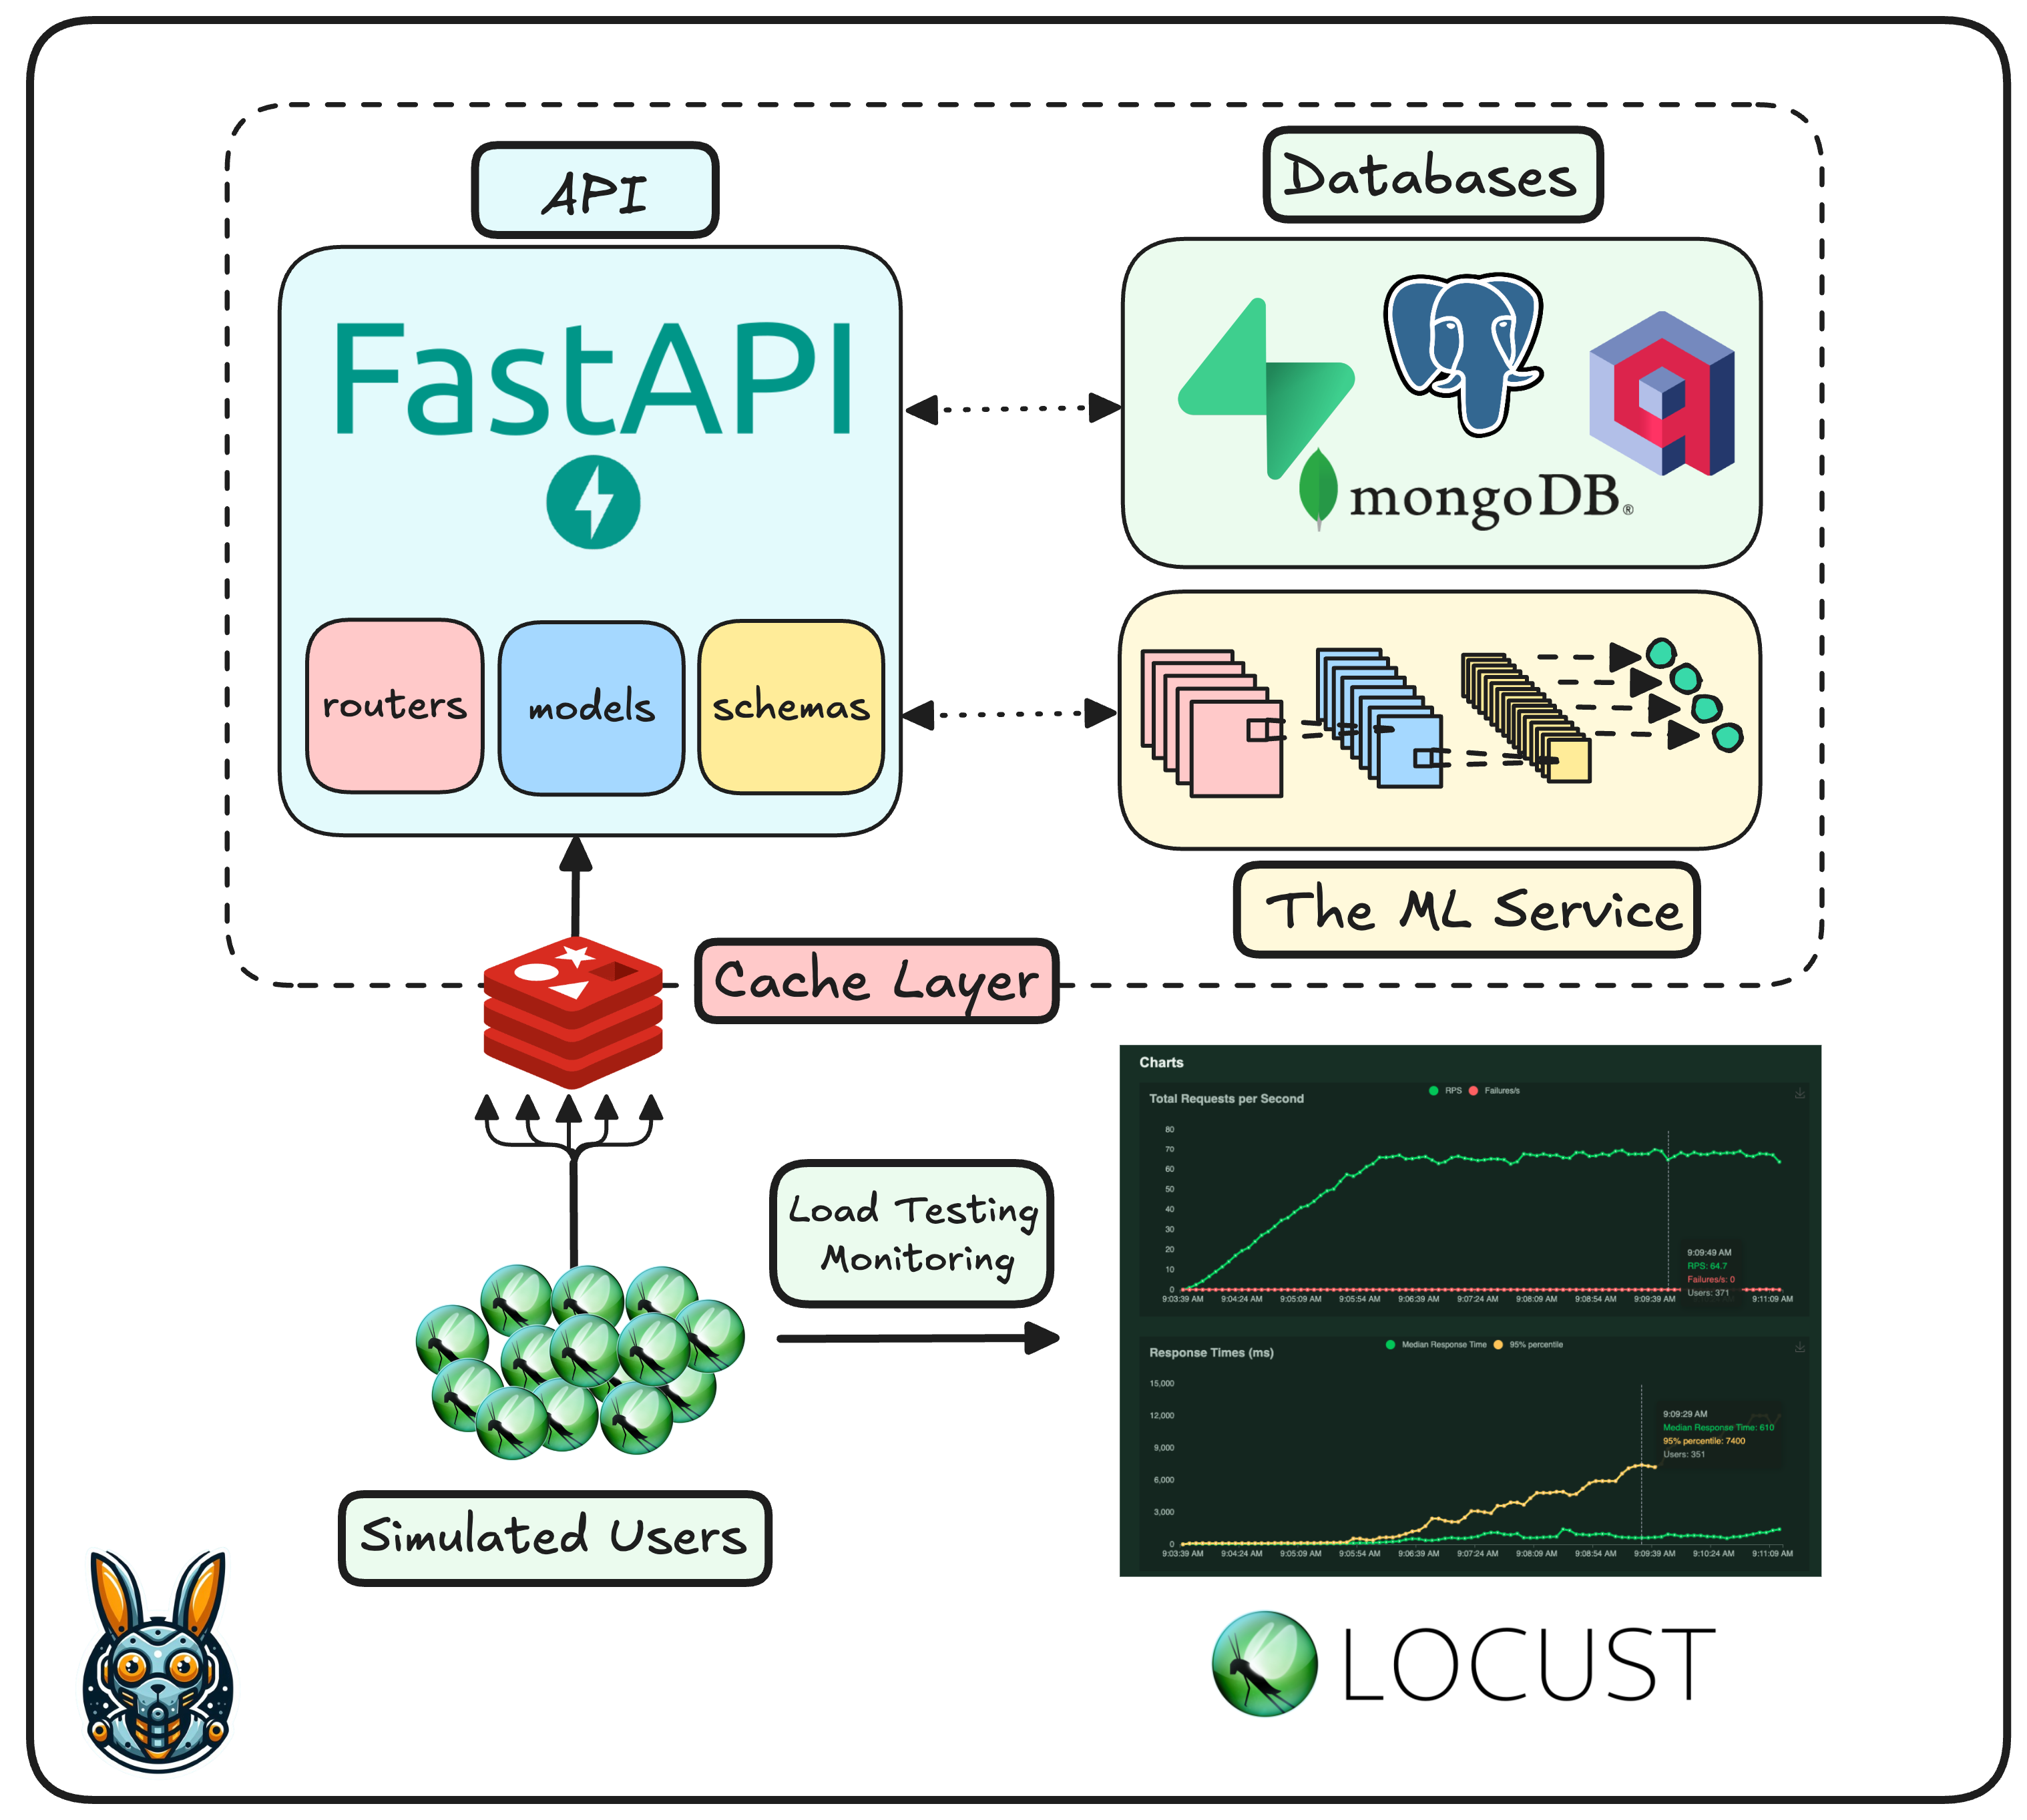 API
Databases
FastAPI
mongoDB®
routers
models
schemas
The ML Service
Cache Layer
Charts
RPS Failures/s
Total Requests per Second
80
70
60
50
40
30
20
10
0
9:09:49 AM
RPS: 64.7
Failures/s: 0
Users: 371
9:03:39 AM 9:04:24 AM 9:05:09 AM 9:05:54 AM 9:06:39 AM 9:07:24 AM 9:08:09 AM 9:08:54 AM 9:09:39 AM 9:11:09 AM
Load Testing
Monitoring
Median Response Time 95% percentile
Response Times (ms)
15,000
12,000
9,000
6,000
3,000
0
9:09:29 AM
Median Response Time: 610
95% percentile: 7400
Users: 351
9:03:39 AM 9:04:24 AM 9:05:09 AM 9:05:54 AM 9:06:39 AM 9:07:24 AM 9:08:09 AM 9:08:54 AM 9:09:39 AM 9:10:24 AM 9:11:09 AM
Simulated Users
LOCUST